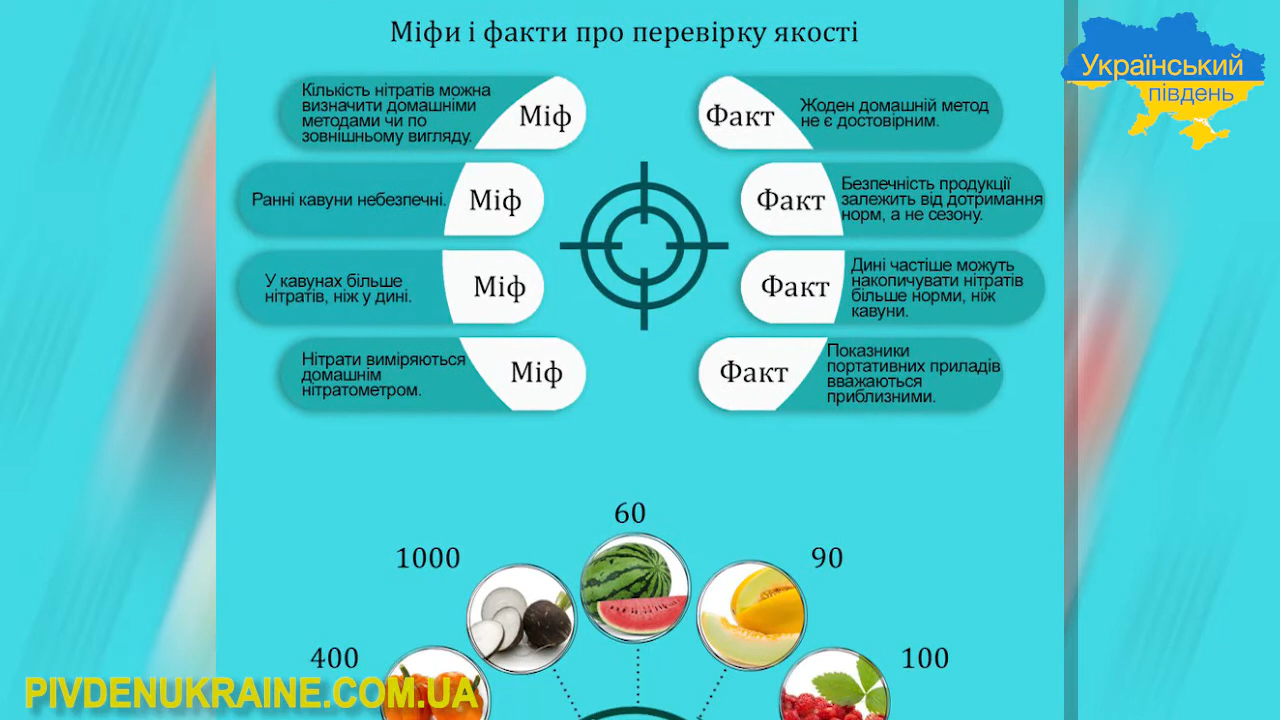 Міфи і факти про перевірку якості
Український
південь
Кількість нітратів можна
визначити домашніми
методами чи по
зовнішньому вигляду.
Міф
Факт
Жоден домашній метод
не є достовірним.
Ранні кавуни небезпечні.
Міф
Факт
Безпечність продукції
залежить від дотримання
норм, а не сезону.
У кавунах більше
нітратів, ніж у дині.
Міф
Факт
Дині частіше можуть
накопичувати нітратів
більше норми, ніж
кавуни.
Нітрати виміряються
домашнім
нітратометром.
Міф
Факт
Показники
портативних приладів
вважаються
приблизними.
60
1000
90
400
100
PIVDENUKRAINE.COM.UA